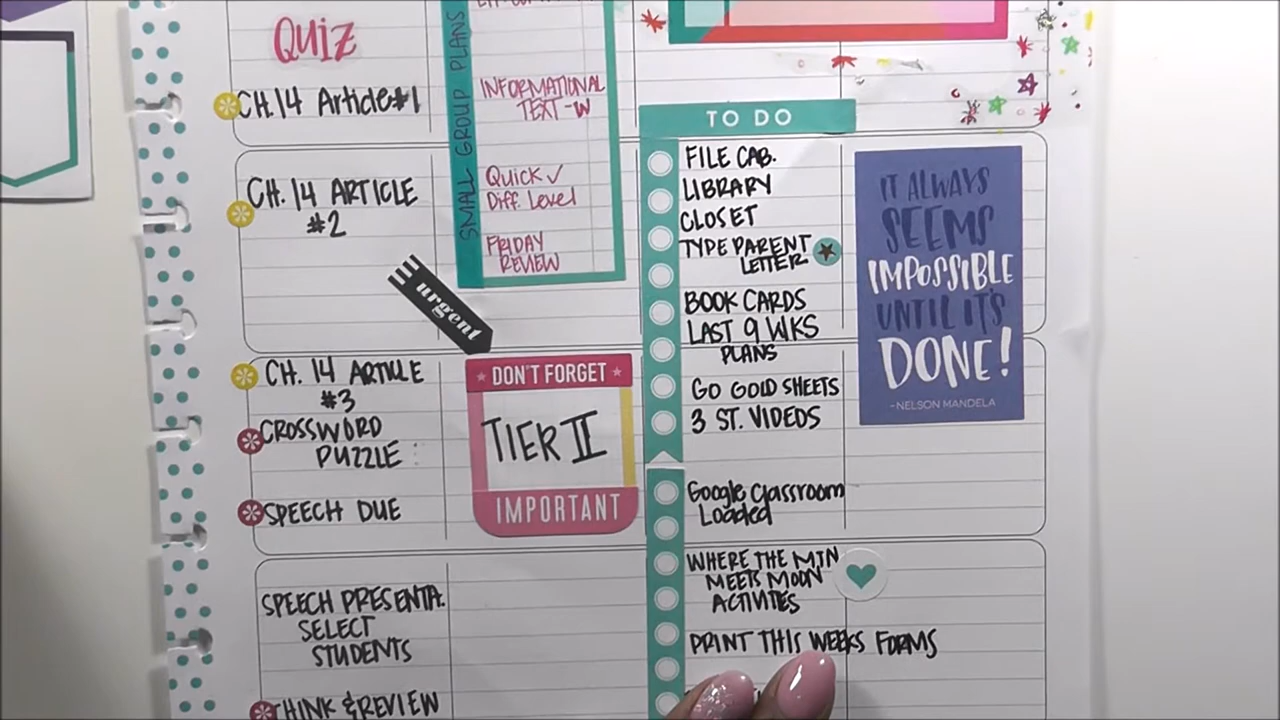 QUIZ
CH.14 Article#1
CH.14 ARTICLE
#2
CH. 14 ARTICLE
#3
CROSSWORD
PUZZLE
SPEECH DUE
SPEECH PRESENTA.
SELECT
STUDENTS
THINK & REVIEW
SMALL GROUP PLANS
INFORMATIONAL
TEXT -W
Quick ✓
Diff. Level
FRIDAY
REVIEW
urgent
DON'T FORGET
TIER II
IMPORTANT
TO DO
FILE CAB.
LIBRARY
CLOSET
TYPE PARENT
LETTER
BOOK CARDS
LAST 9 WKS
PLANS
GO GOLD SHEETS
3 ST. VIDEOS
Google Classroom
Loaded
WHERE THE MTN
MEETS MOON
ACTIVITIES
PRINT THIS WEEKS FORMS
IT ALWAYS
SEEMS
IMPOSSIBLE
UNTIL IT'S
DONE!
-NELSON MANDELA